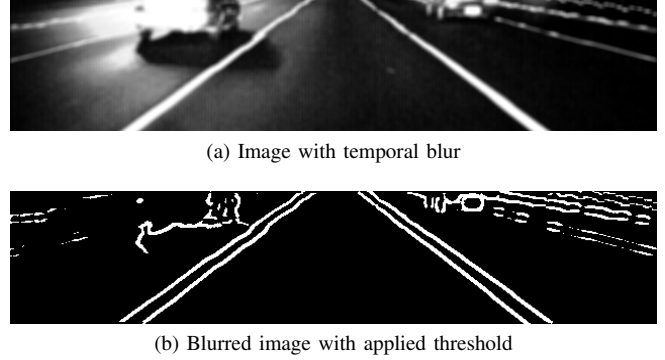 (a) Image with temporal blur
(b) Blurred image with applied threshold